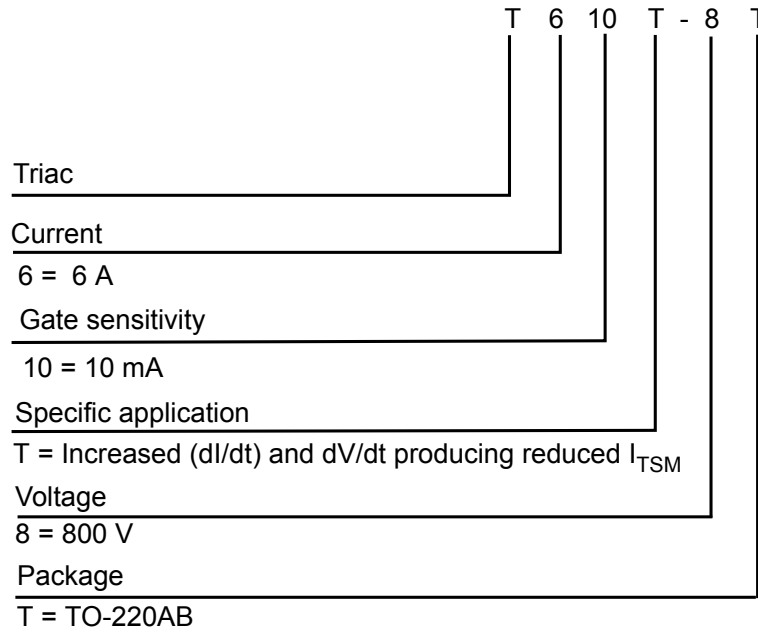 T 6 10 T - 8 T
Triac
Current
6 = 6 A
Gate sensitivity
10 = 10 mA
Specific application
T = Increased (dI/dt) and dV/dt producing reduced ITSM
Voltage
8 = 800 V
Package
T = TO-220AB